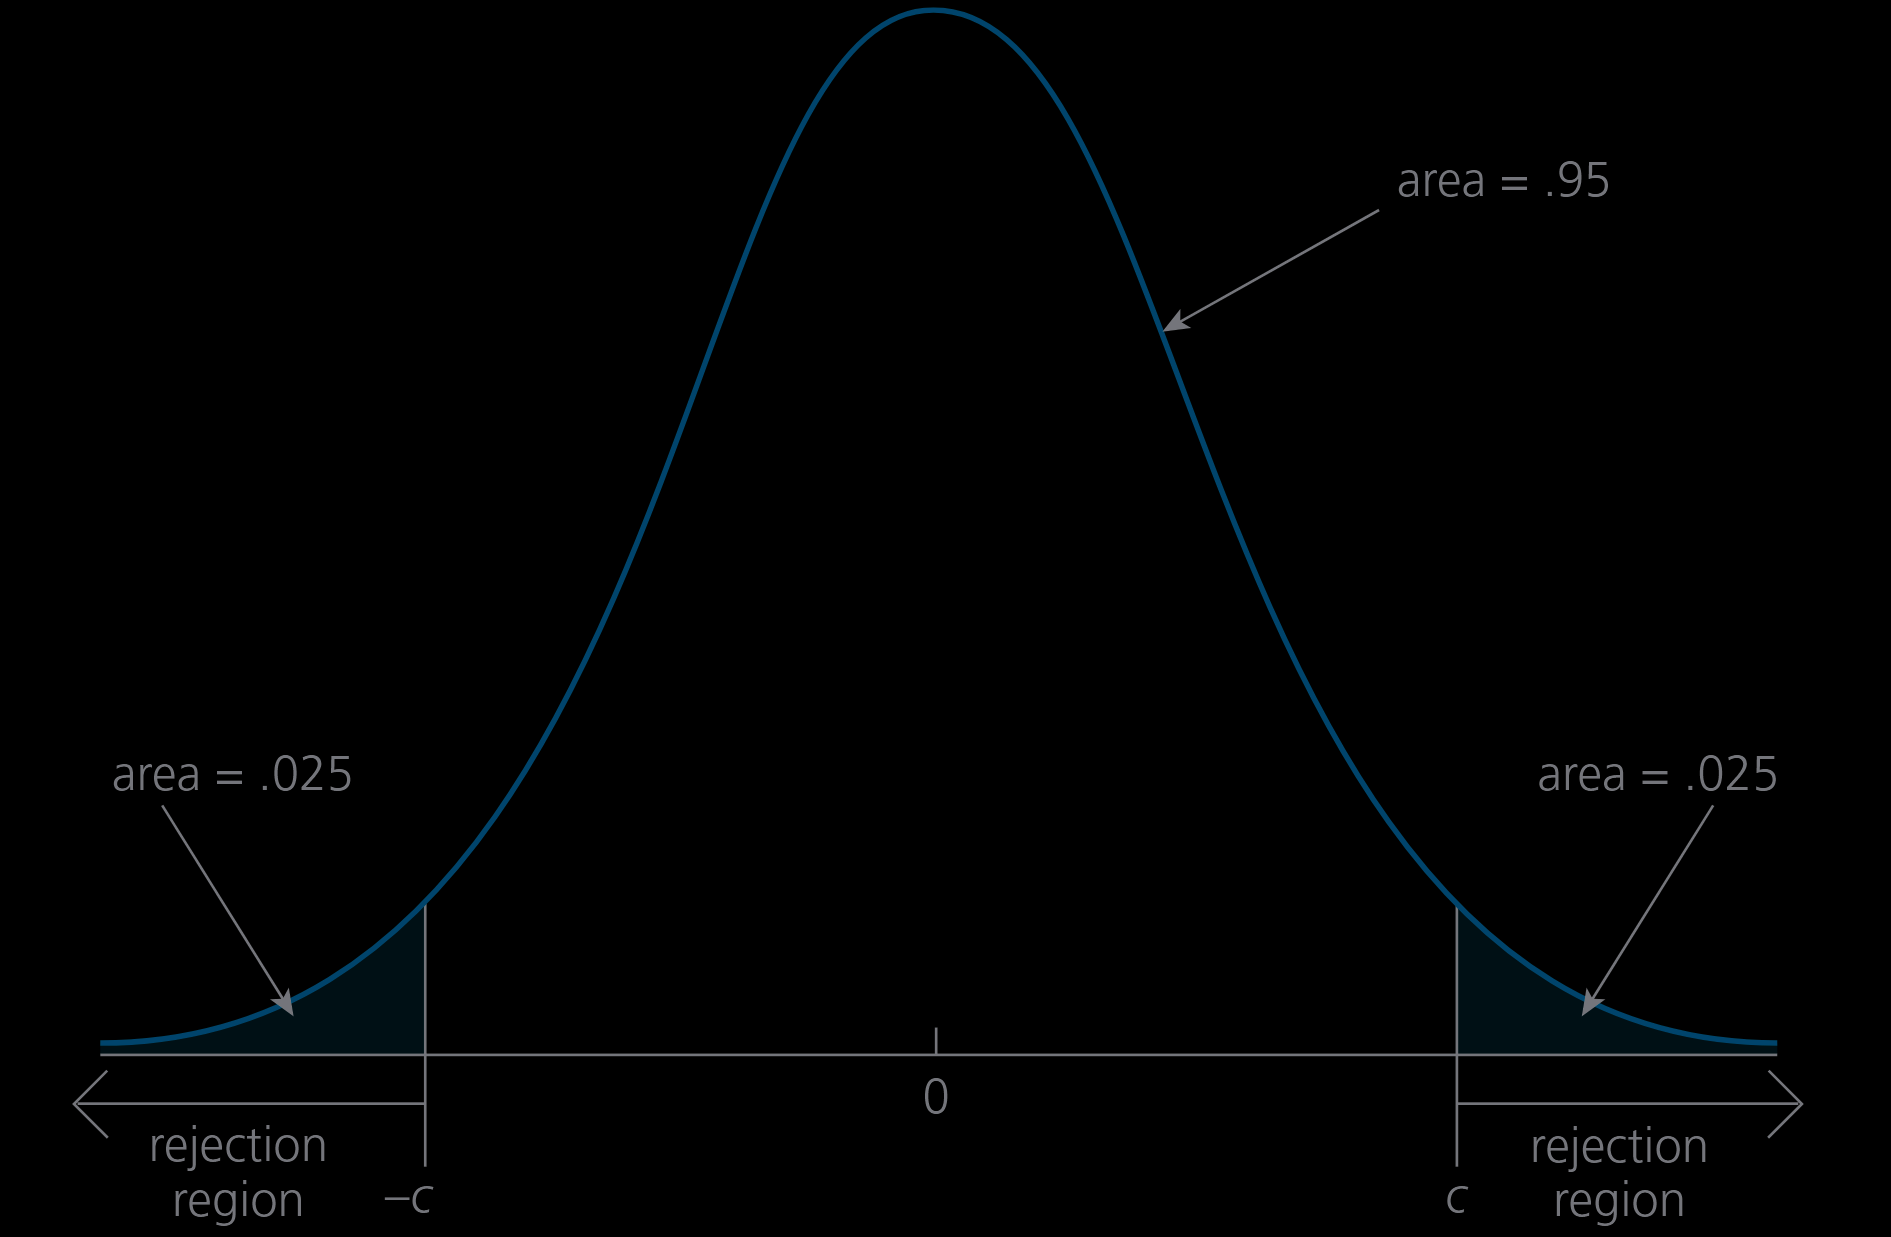 area = .95
area = .025
area = .025
0
rejection
region
–c
c
rejection
region